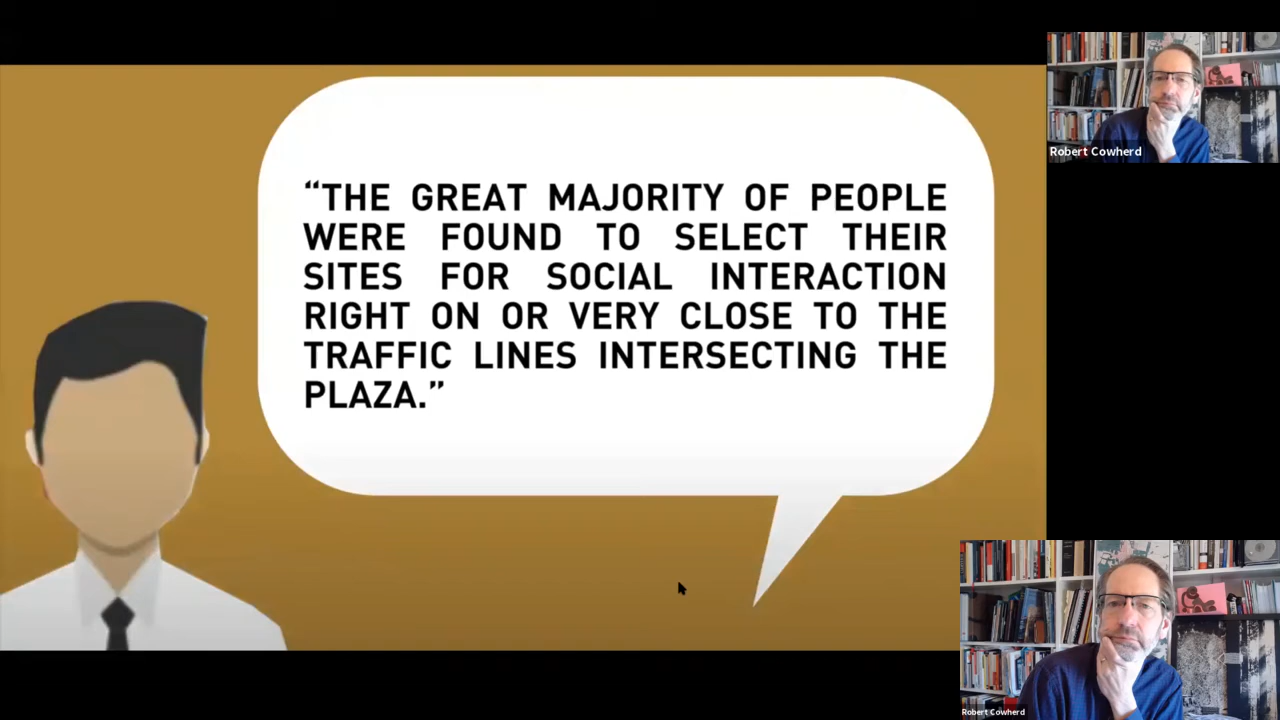 “THE GREAT MAJORITY OF PEOPLE
WERE FOUND TO SELECT THEIR
SITES FOR SOCIAL INTERACTION
RIGHT ON OR VERY CLOSE TO THE
TRAFFIC LINES INTERSECTING THE
PLAZA.”
Robert Cowherd
Robert Cowherd